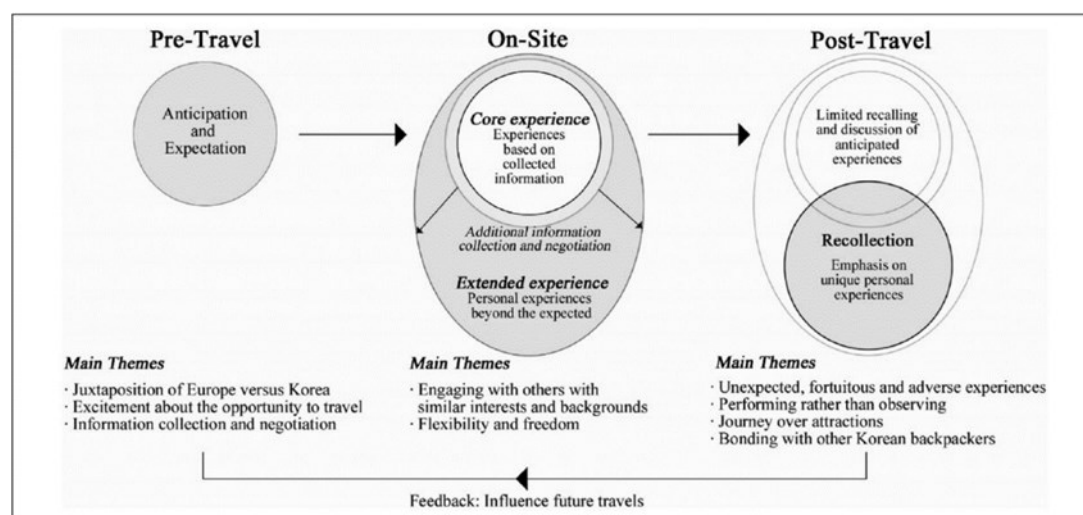 Pre-Travel
Anticipation
and
Expectation
Main Themes
· Juxtaposition of Europe versus Korea
· Excitement about the opportunity to travel
· Information collection and negotiation
On-Site
Core experience
Experiences
based on
collected
information
Additional information
collection and negotiation
Extended experience
Personal experiences
beyond the expected
Main Themes
· Engaging with others with
similar interests and backgrounds
· Flexibility and freedom
Post-Travel
Limited recalling
and discussion of
anticipated
experiences
Recollection
Emphasis on
unique personal
experiences
Main Themes
· Unexpected, fortuitous and adverse experiences
· Performing rather than observing
· Journey over attractions
· Bonding with other Korean backpackers
Feedback: Influence future travels